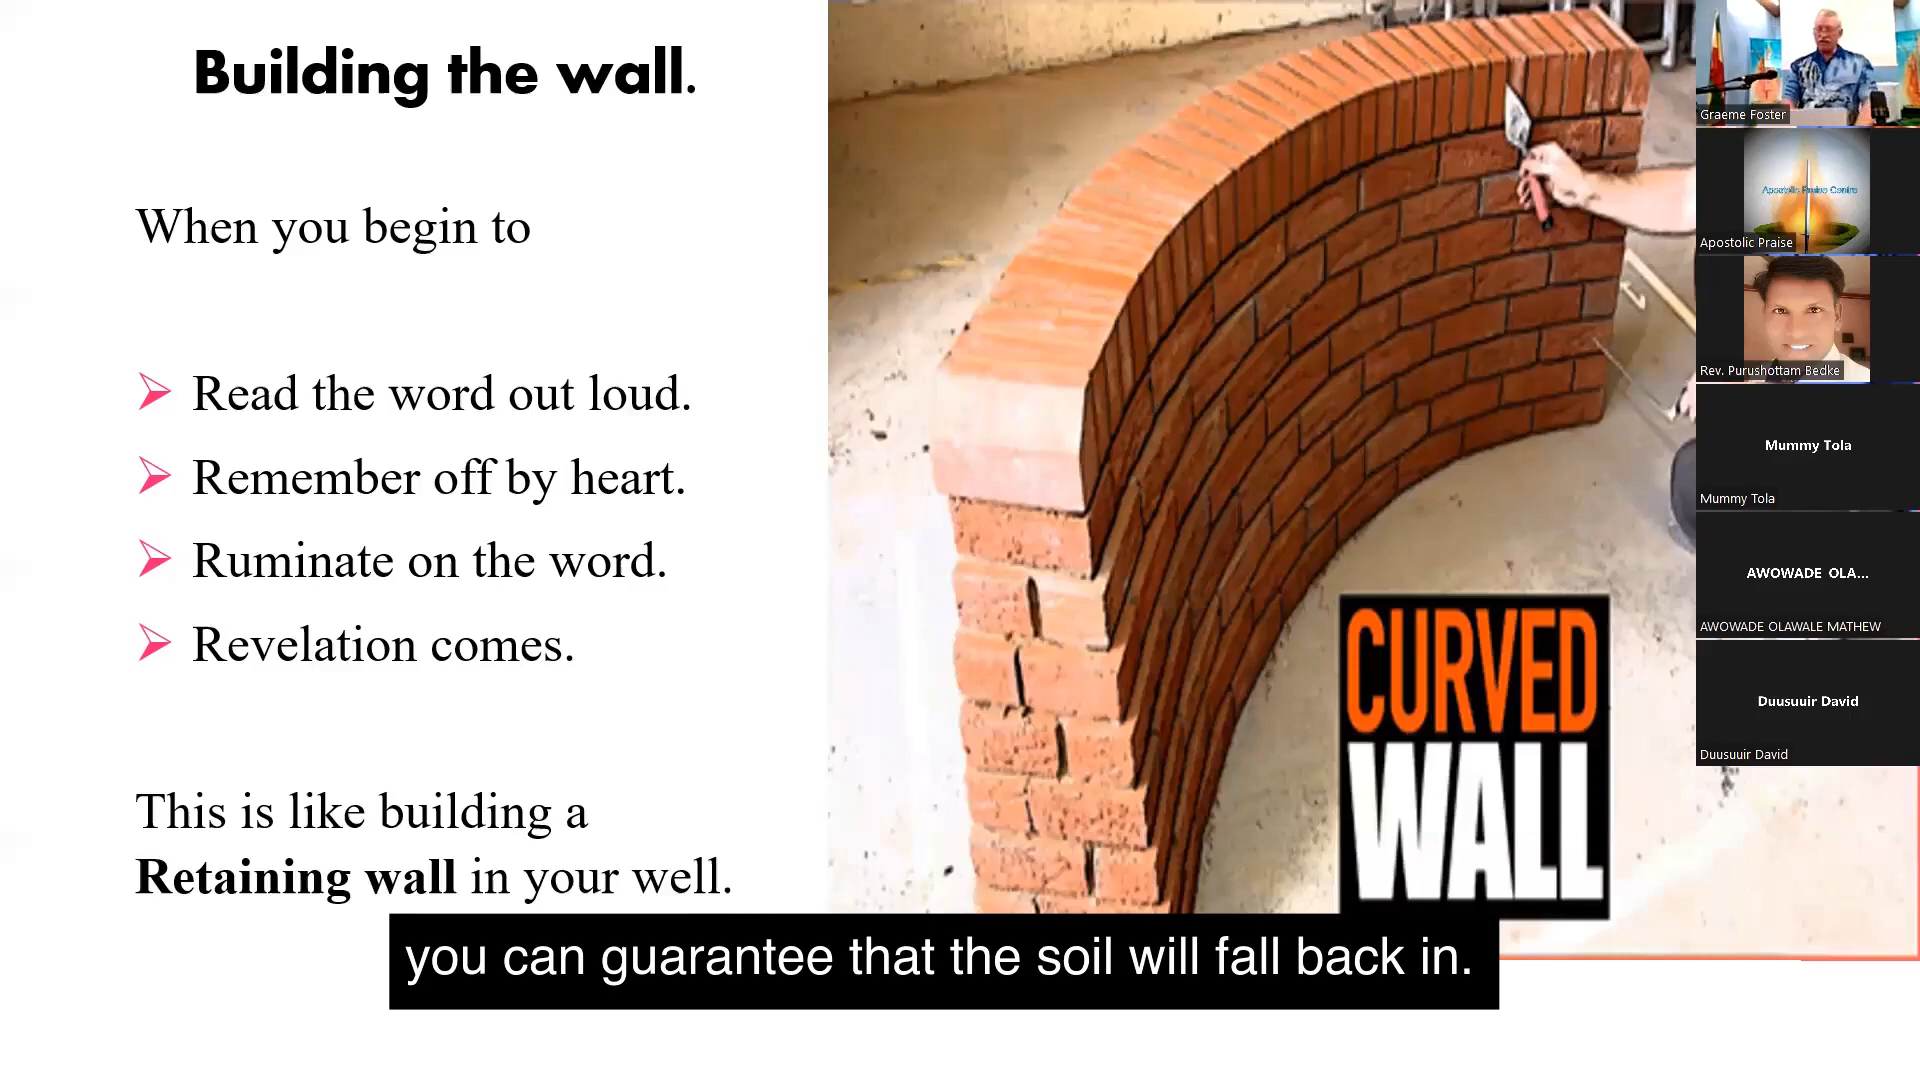 Building the wall.
When you begin to
Read the word out loud.
Remember off by heart.
Ruminate on the word.
Revelation comes.
This is like building a
Retaining wall in your well.
CURVED
WALL
you can guarantee that the soil will fall back in.
Graeme Foster
Apostolic Praise Centre
Apostolic Praise
Rev. Purushottam Bedke
Mummy Tola
Mummy Tola
AWOWADE OLA...
AWOWADE OLAWALE MATHEW
Duusuuir David
Duusuuir David